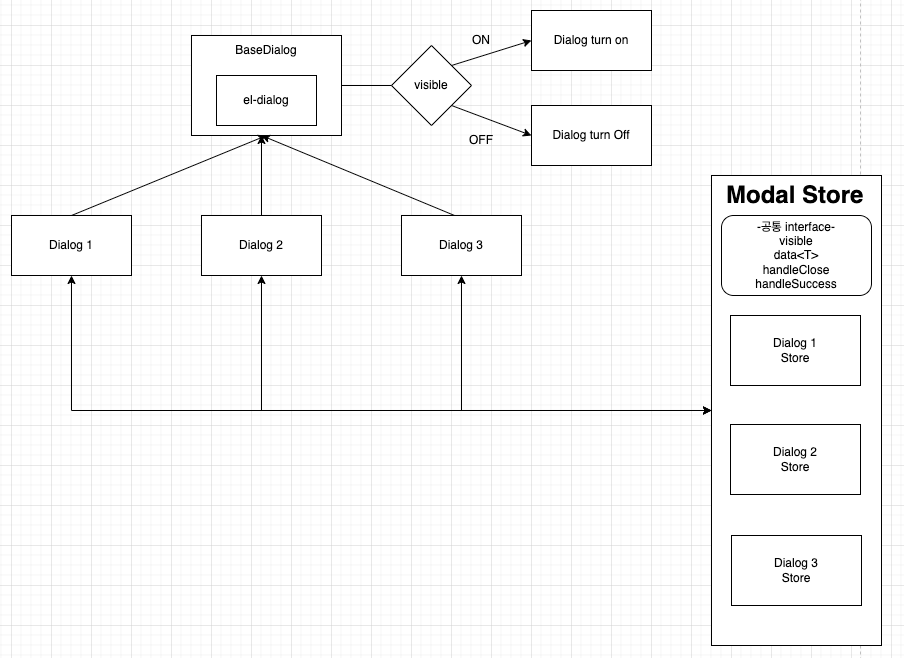 BaseDialog
el-dialog
visible
ON
Dialog turn on
OFF
Dialog turn Off
Dialog 1
Dialog 2
Dialog 3
Modal Store
-공통 interface-
visible
data<T>
handleClose
handleSuccess
Dialog 1
Store
Dialog 2
Store
Dialog 3
Store